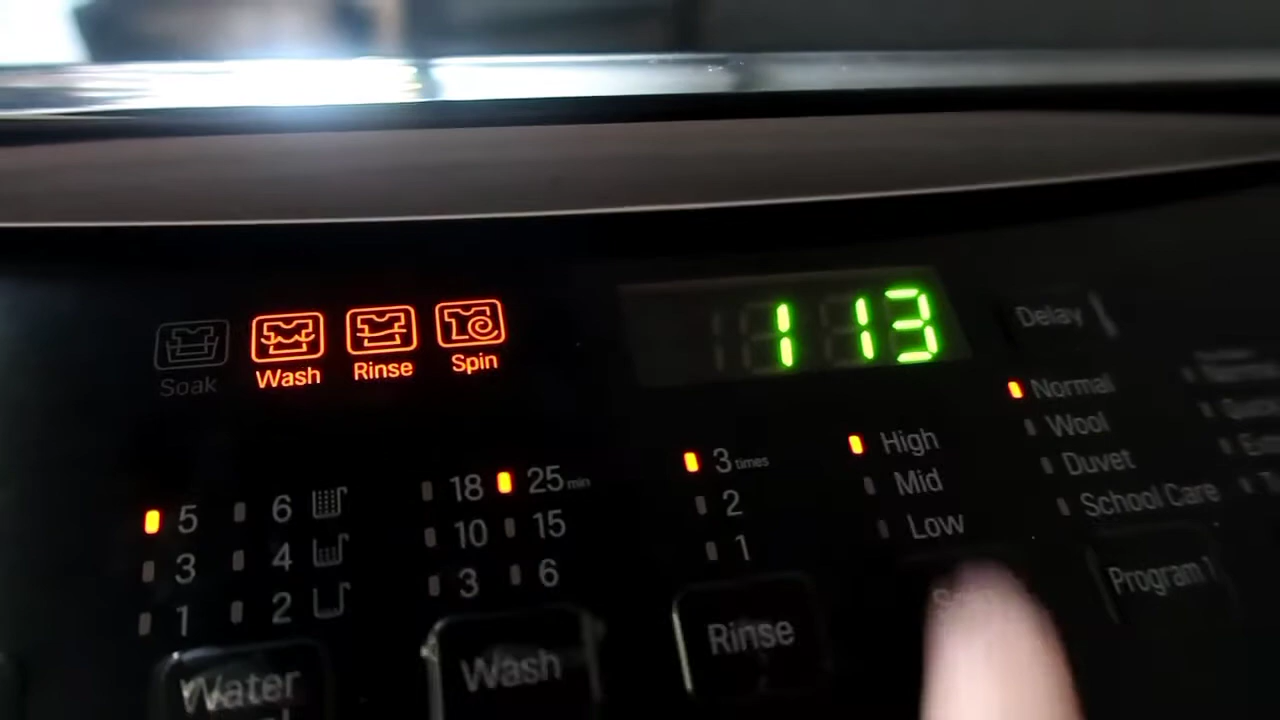 Soak
Wash
Rinse
Spin
113
Delay
5
6
3
4
1
2
18
25 min
10
15
3
6
3 times
2
1
High
Mid
Low
Normal
Wool
Duvet
School Care
Water
Wash
Rinse
Program 1